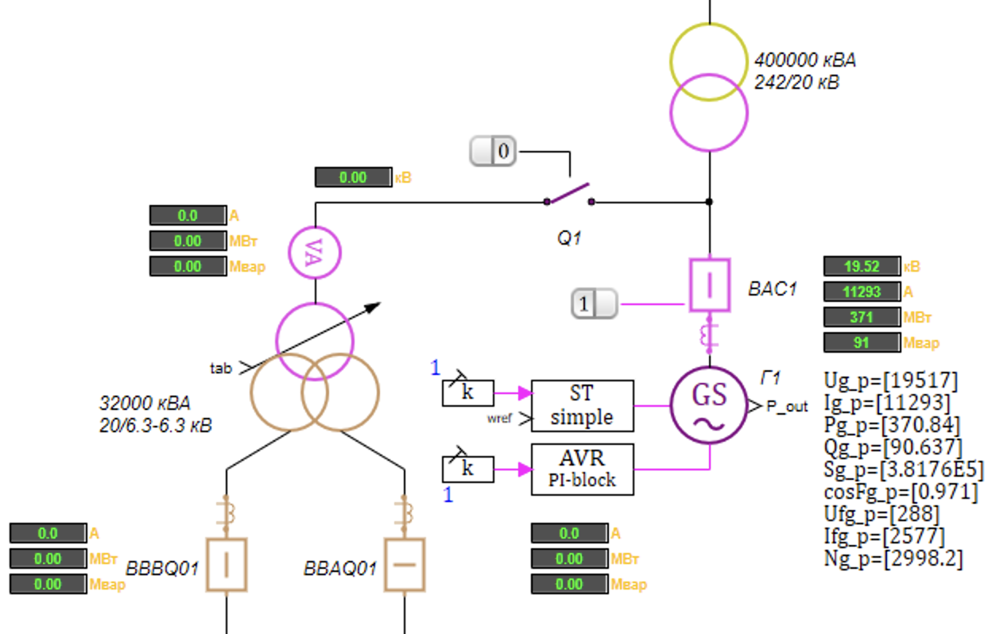 400000 кВА
242/20 кВ
0
0.00 кВ
0.0 А
0.00 МВт
0.00 Мвар
VA
Q1
1
ВАС1
19.52 кВ
11293 А
371 МВт
91 Мвар
tab
32000 кВА
20/6.3-6.3 кВ
1
k
ST
simple
wref
GS
Г1
P_out
k
1
AVR
PI-block
Ug_p=[19517]
Ig_p=[11293]
Pg_p=[370.84]
Qg_p=[90.637]
Sg_p=[3.8176E5]
cosFg_p=[0.971]
Ufg_p=[288]
Ifg_p=[2577]
Ng_p=[2998.2]
0.0 А
0.00 МВт
0.00 Мвар
BBBQ01
BBAQ01
0.0 А
0.00 МВт
0.00 Мвар